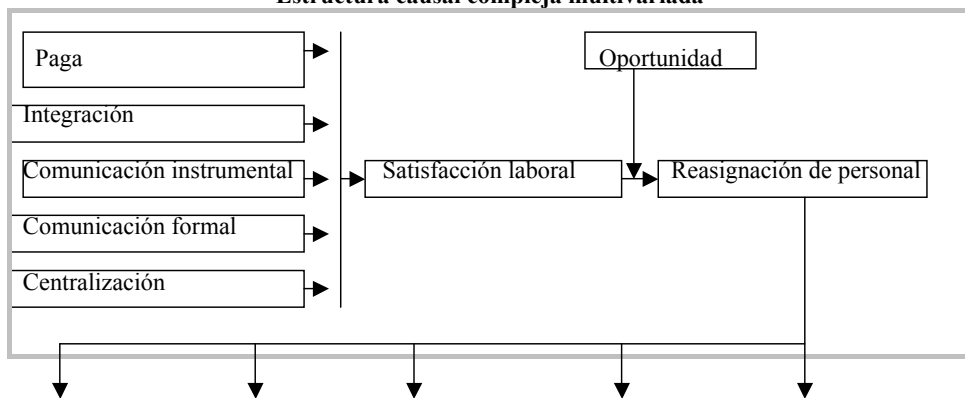 Estructura causal compleja multivariada
Paga
Oportunidad
Integración
Comunicación instrumental
Satisfacción laboral
Reasignación de personal
Comunicación formal
Centralización